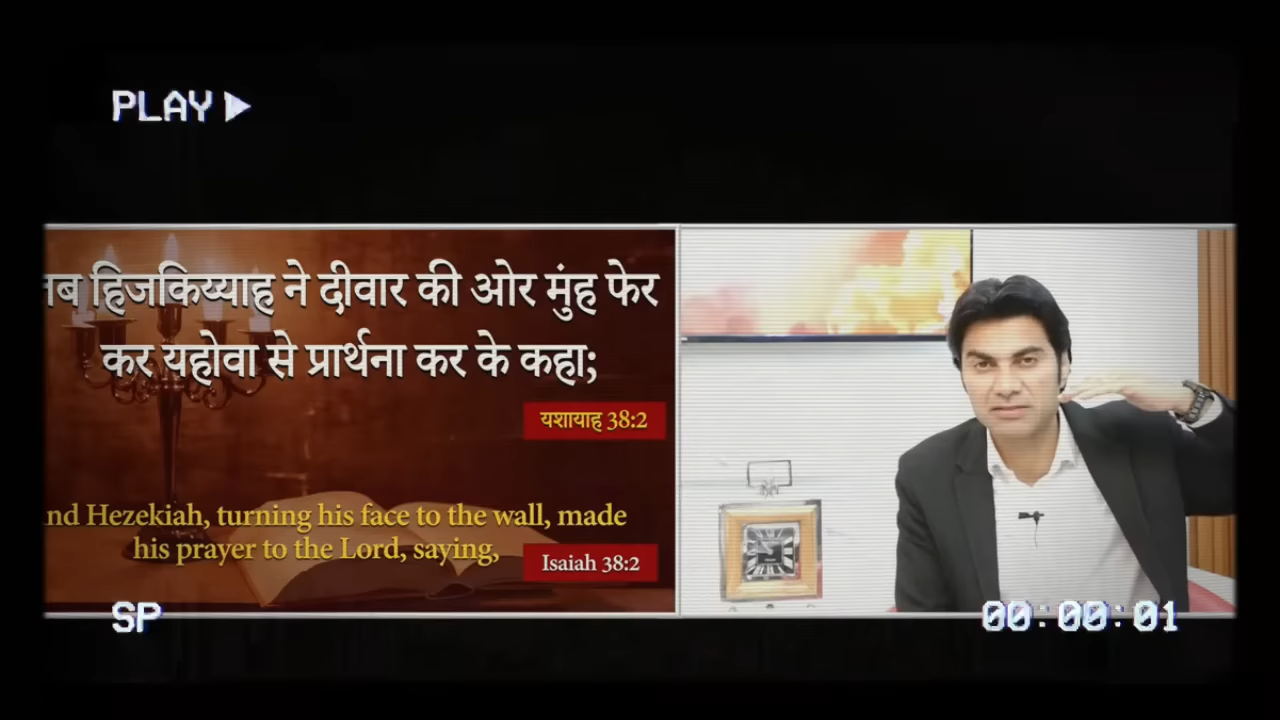 PLAY
हिजकिय्याह ने दीवार की ओर मुंह फेर
कर यहोवा से प्रार्थना कर के कहा;
यशायाह 38:2
Hezekiah, turning his face to the wall, made
his prayer to the Lord, saying,
Isaiah 38:2
SP
00:00:01